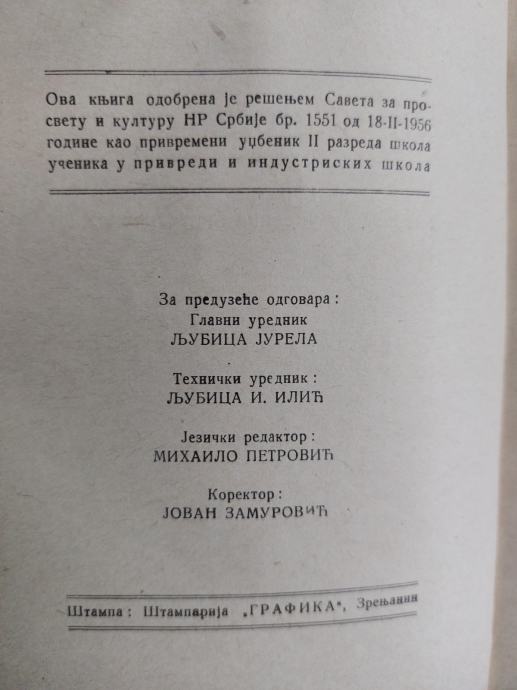 Ова књига одобрена је решењем Савета за про-
свету и културу НР Србије бр. 1551 од 18-II-1956
године као привремени уџбеник II разреда школа
ученика у привреди и индустриских школа
За предузеће одговара :
Главни уредник
ЉУБИЦА ЈУРЕЛА
Технички уредник :
ЉУБИЦА И. ИЛИЋ
Језички редактор :
МИХАИЛО ПЕТРОВИЋ
Коректор :
ЈОВАН ЗАМУРОВИЋ
Штампа : Штампарија „ГРАФИКА“, Зрењанин